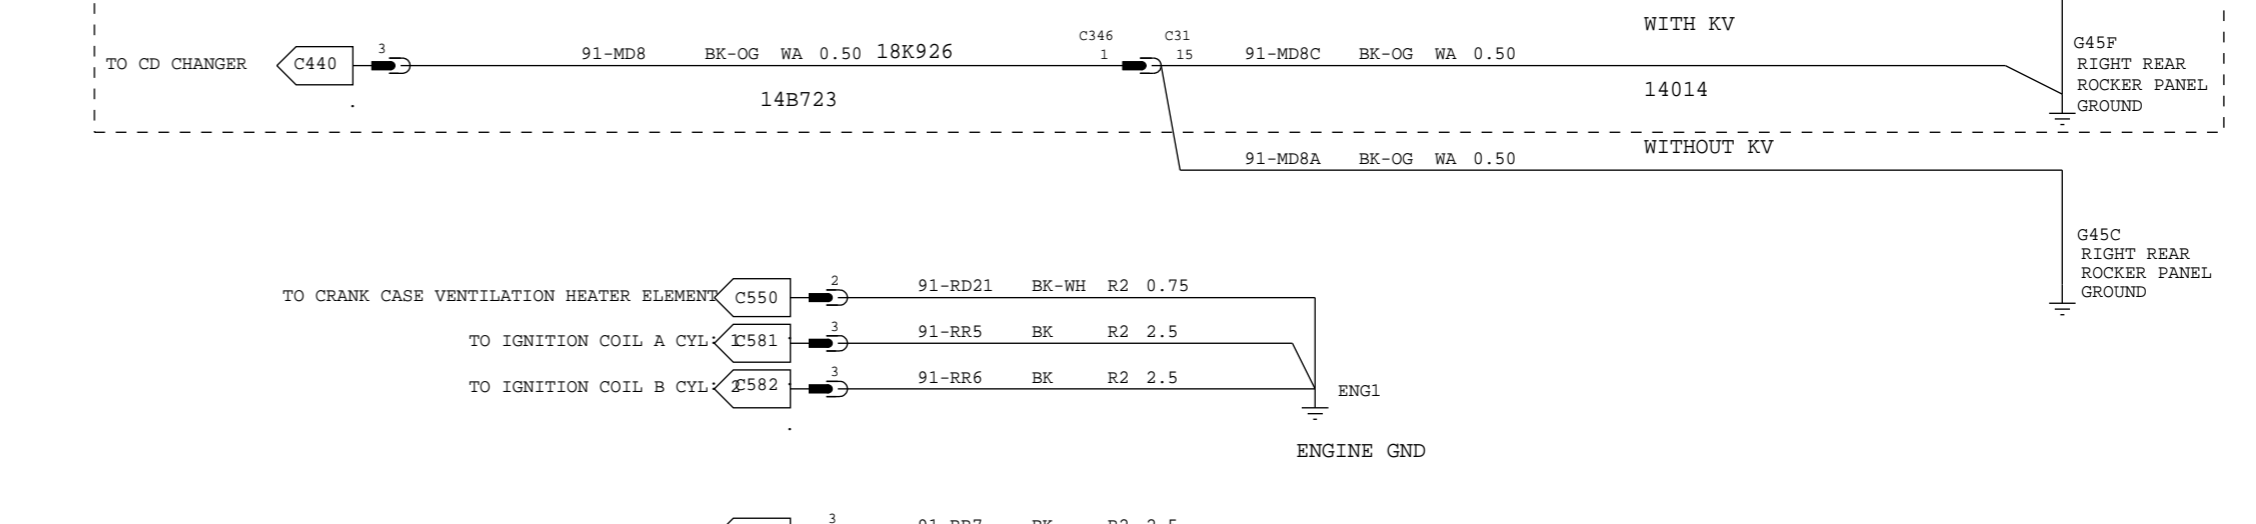 WITH KV
C346 C31
3 1 15
TO CD CHANGER C440 91-MD8 BK-OG WA 0.50 18K926 91-MD8C BK-OG WA 0.50
G45F
RIGHT REAR
ROCKER PANEL
GROUND
14B723 14014
WITHOUT KV
91-MD8A BK-OG WA 0.50
G45C
RIGHT REAR
ROCKER PANEL
GROUND
TO CRANK CASE VENTILATION HEATER ELEMENT C550 2 91-RD21 BK-WH R2 0.75
TO IGNITION COIL A CYL: 1 C581 3 91-RR5 BK R2 2.5
TO IGNITION COIL B CYL: 2 C582 3 91-RR6 BK R2 2.5
ENG1
ENGINE GND
3